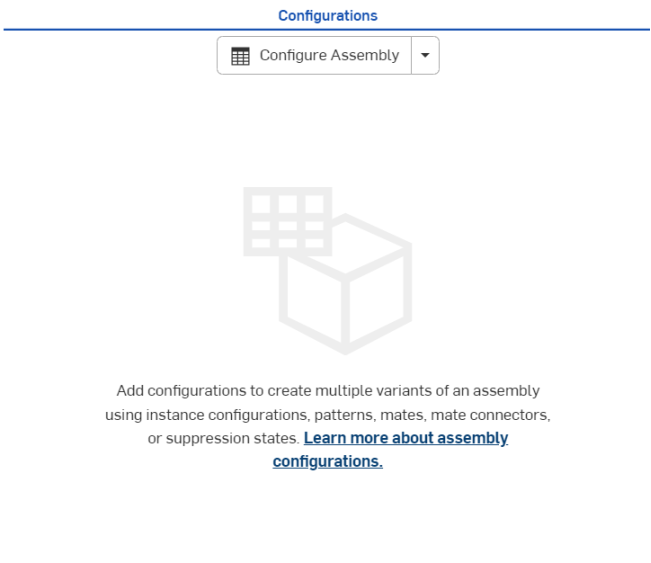 Configurations
Configure Assembly
Add configurations to create multiple variants of an assembly
using instance configurations, patterns, mates, mate connectors,
or suppression states. Learn more about assembly
configurations.